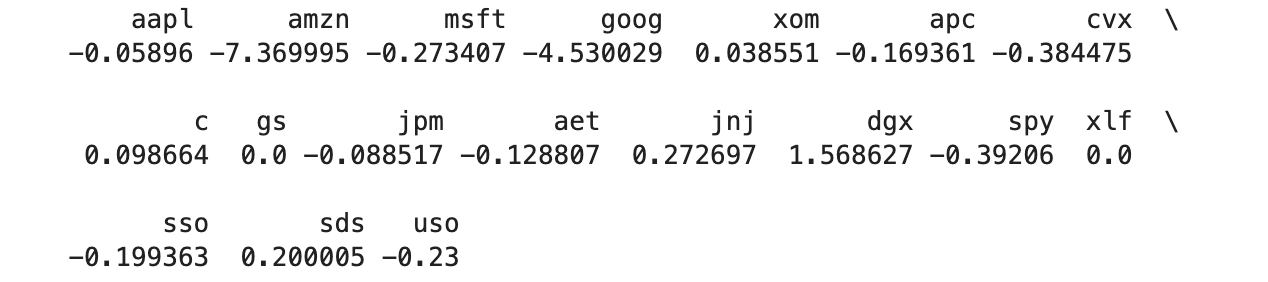 aapl amzn msft goog xom apc cvx \
-0.05896 -7.369995 -0.273407 -4.530029 0.038551 -0.169361 -0.384475
c gs jpm aet jnj dgx spy xlf \
0.098664 0.0 -0.088517 -0.128807 0.272697 1.568627 -0.39206 0.0
sso sds uso
-0.199363 0.200005 -0.23